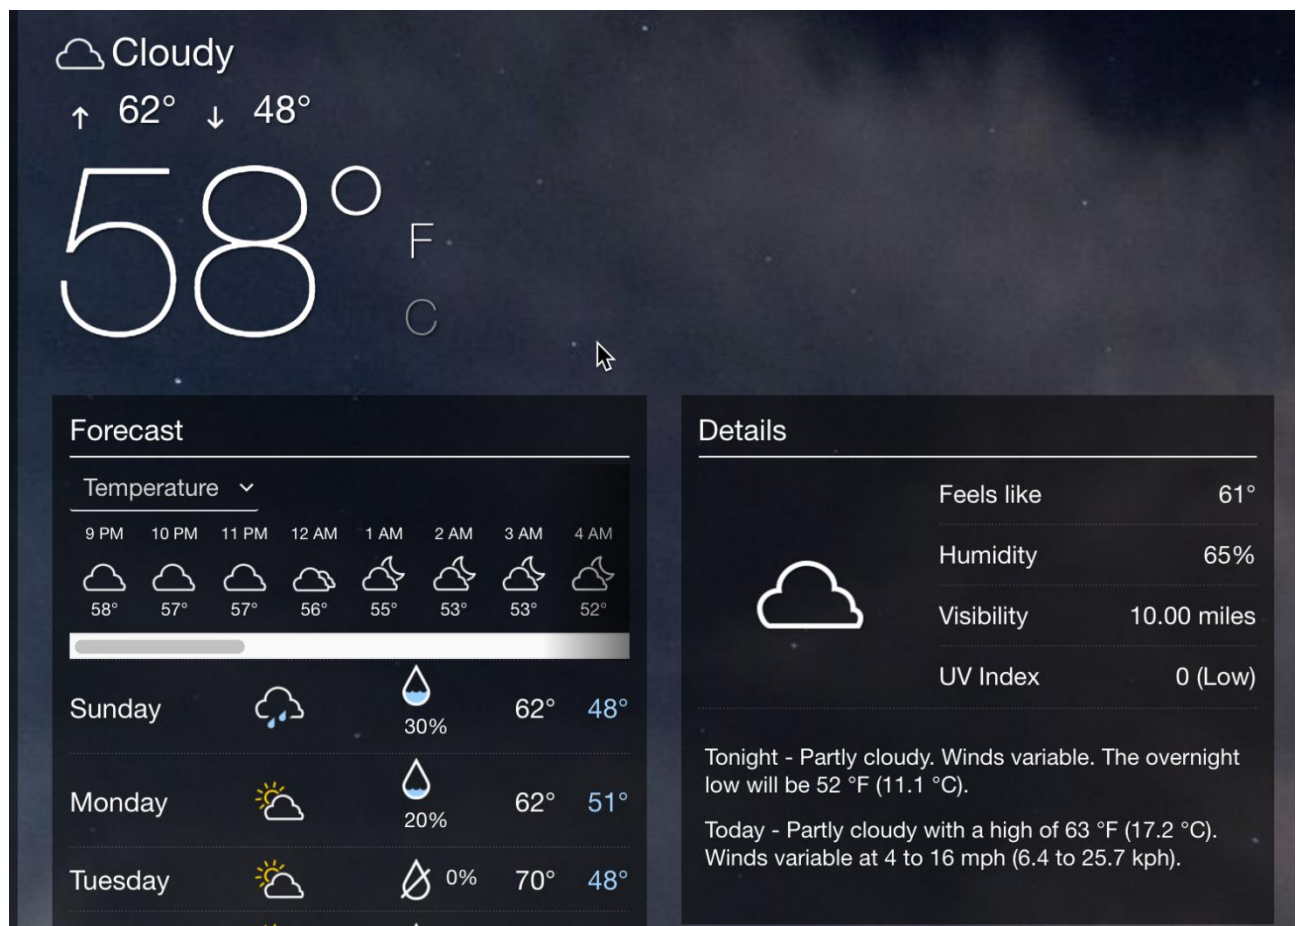 Cloudy
↑ 62° ↓ 48°
58° F
C
Forecast
Temperature
9 PM 10 PM 11 PM 12 AM 1 AM 2 AM 3 AM 4 AM
58° 57° 57° 56° 55° 53° 53° 52°
Sunday 30% 62° 48°
Monday 20% 62° 51°
Tuesday 0% 70° 48°
Details
Feels like 61°
Humidity 65%
Visibility 10.00 miles
UV Index 0 (Low)
Tonight - Partly cloudy. Winds variable. The overnight
low will be 52 °F (11.1 °C).
Today - Partly cloudy with a high of 63 °F (17.2 °C).
Winds variable at 4 to 16 mph (6.4 to 25.7 kph).